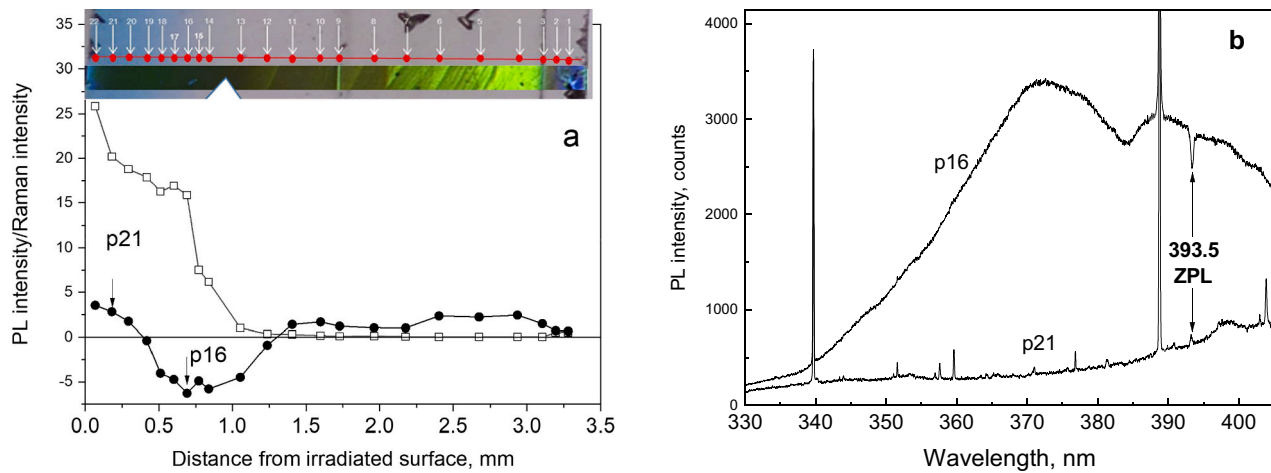 22 21 20 19 18 16 14 13 12 11 10 9 8 7 6 5 4 3 2 1
17 15
a
PL intensity/Raman intensity
35
30
25
20
15
10
5
0
-5
p21
p16
0.0 0.5 1.0 1.5 2.0 2.5 3.0 3.5
Distance from irradiated surface, mm
b
PL intensity, counts
4000
3000
2000
1000
0
p16
393.5
ZPL
p21
330 340 350 360 370 380 390 400
Wavelength, nm